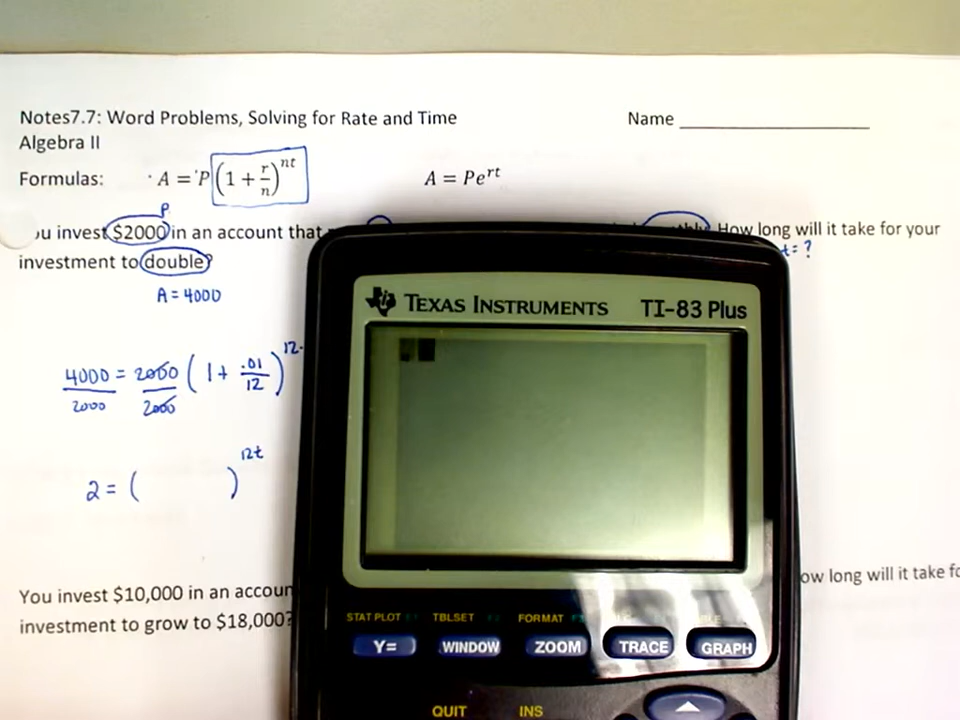 Notes7.7: Word Problems, Solving for Rate and Time Name
Algebra II
Formulas: A = P(1 + r/n)^nt A = Pe^rt
P
invest $2000 in an account that How long will it take for your
investment to double? t = ?
A = 4000
4000/2000 = 2000/2000 (1 + .01/12)^12
2 = ( )^12t
You invest $10,000 in an ow long will it take
investment to grow to $18,000?
TEXAS INSTRUMENTS TI-83 Plus
STAT PLOT TBLSET FORMAT
Y= WINDOW ZOOM TRACE GRAPH
QUIT INS